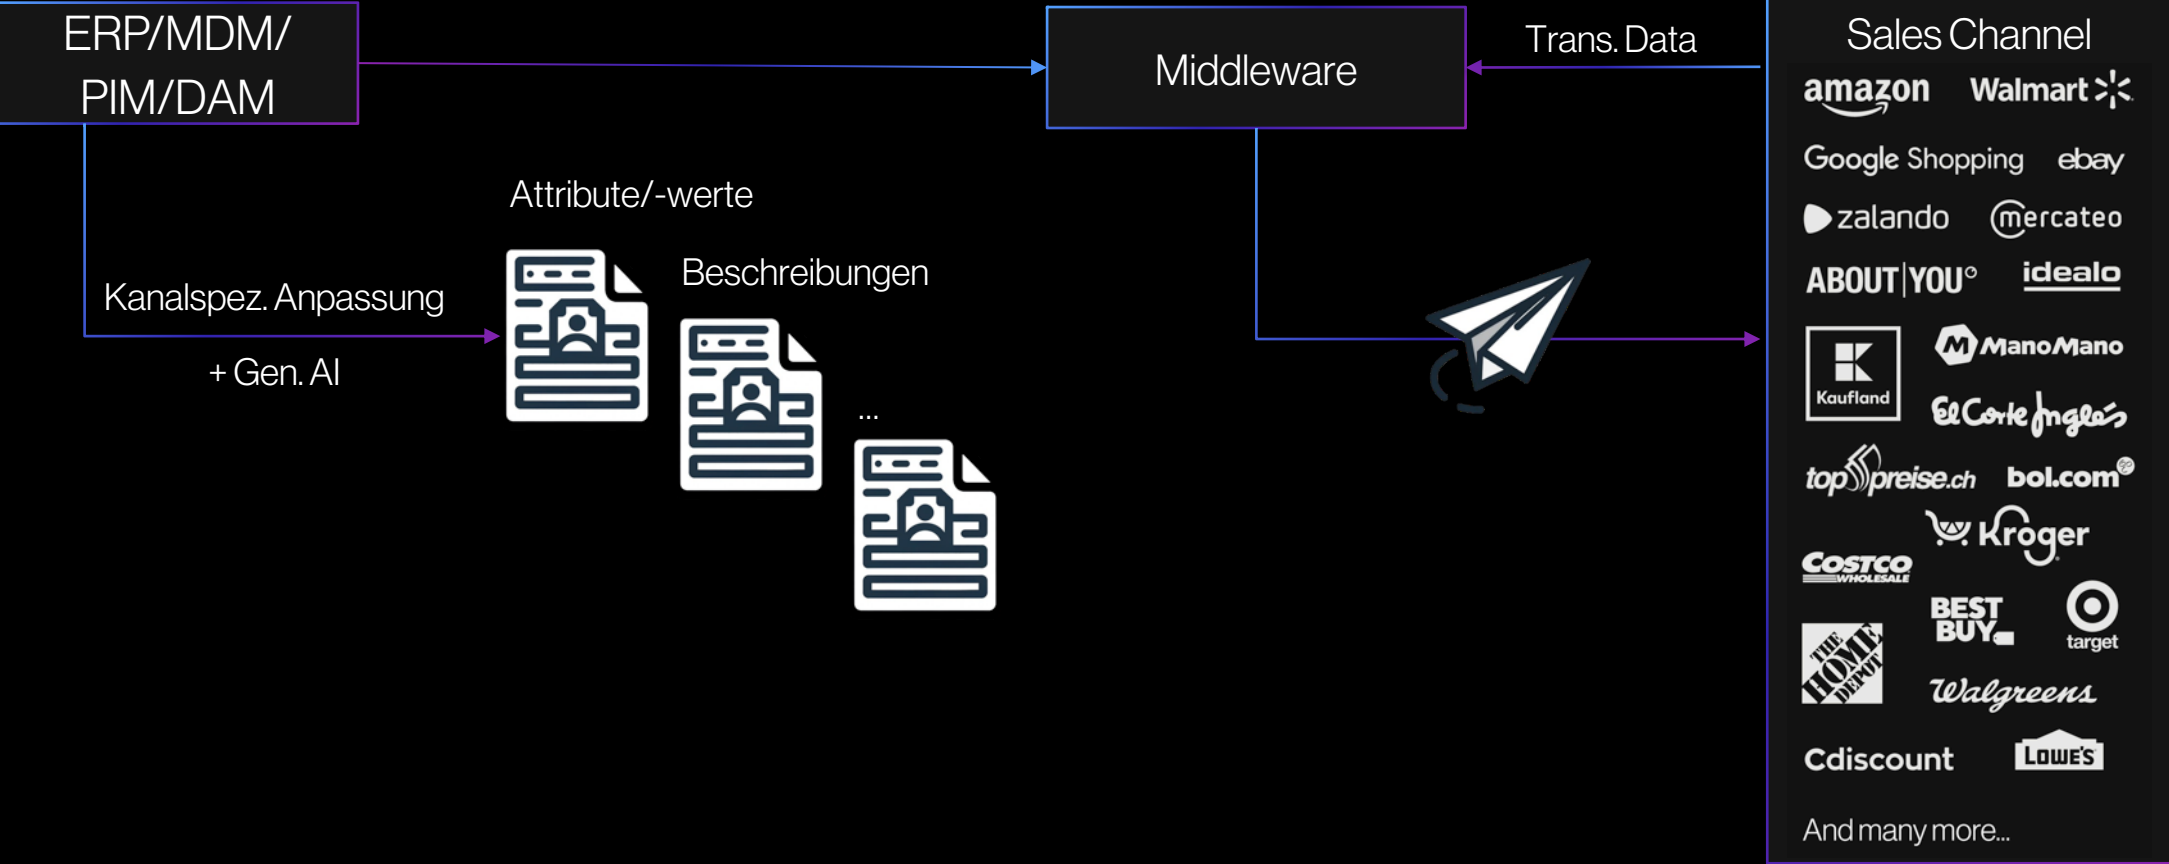 ERP/MDM/
PIM/DAM
Middleware
Trans. Data
Attribute/-werte
Beschreibungen
...
Kanalspez. Anpassung
+ Gen. AI
Sales Channel
amazon Walmart
Google Shopping ebay
zalando mercateo
ABOUT|YOU° idealo
K
Kaufland
M ManoMano
El Corte Inglés
toppreise.ch bol.com
Kroger
COSTCO
WHOLESALE
BEST
BUY
target
THE
HOME
DEPOT
Walgreens
Cdiscount LOWE'S
And many more...